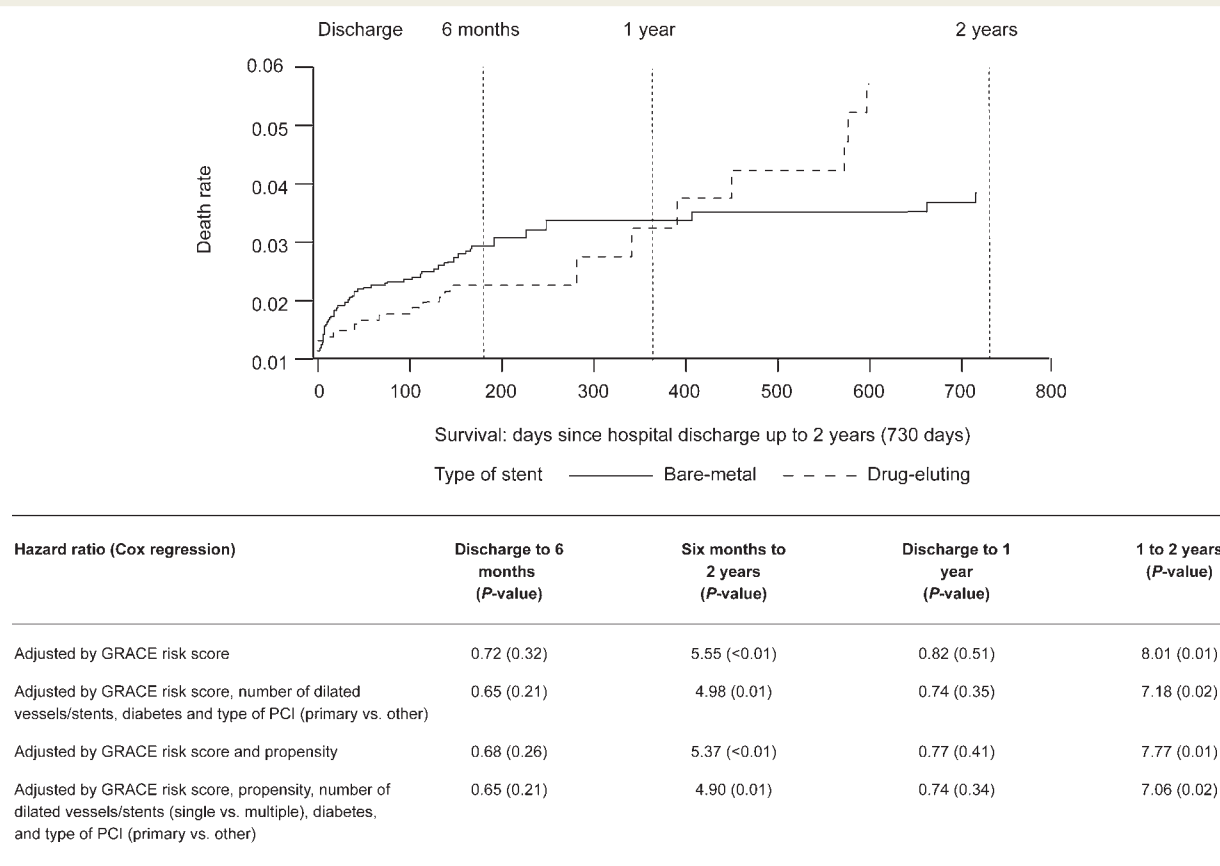 Discharge 6 months 1 year 2 years
0.06
0.05
0.04
0.03
0.02
0.01
Death rate
0 100 200 300 400 500 600 700 800
Survival: days since hospital discharge up to 2 years (730 days)
Type of stent Bare-metal Drug-eluting
Hazard ratio (Cox regression) Discharge to 6 Six months to Discharge to 1 1 to 2 years
months 2 years year (P-value)
(P-value) (P-value) (P-value)
Adjusted by GRACE risk score 0.72 (0.32) 5.55 (<0.01) 0.82 (0.51) 8.01 (0.01)
Adjusted by GRACE risk score, number of dilated 0.65 (0.21) 4.98 (0.01) 0.74 (0.35) 7.18 (0.02)
vessels/stents, diabetes and type of PCI (primary vs. other)
Adjusted by GRACE risk score and propensity 0.68 (0.26) 5.37 (<0.01) 0.77 (0.41) 7.77 (0.01)
Adjusted by GRACE risk score, propensity, number of 0.65 (0.21) 4.90 (0.01) 0.74 (0.34) 7.06 (0.02)
dilated vessels/stents (single vs. multiple), diabetes,
and type of PCI (primary vs. other)